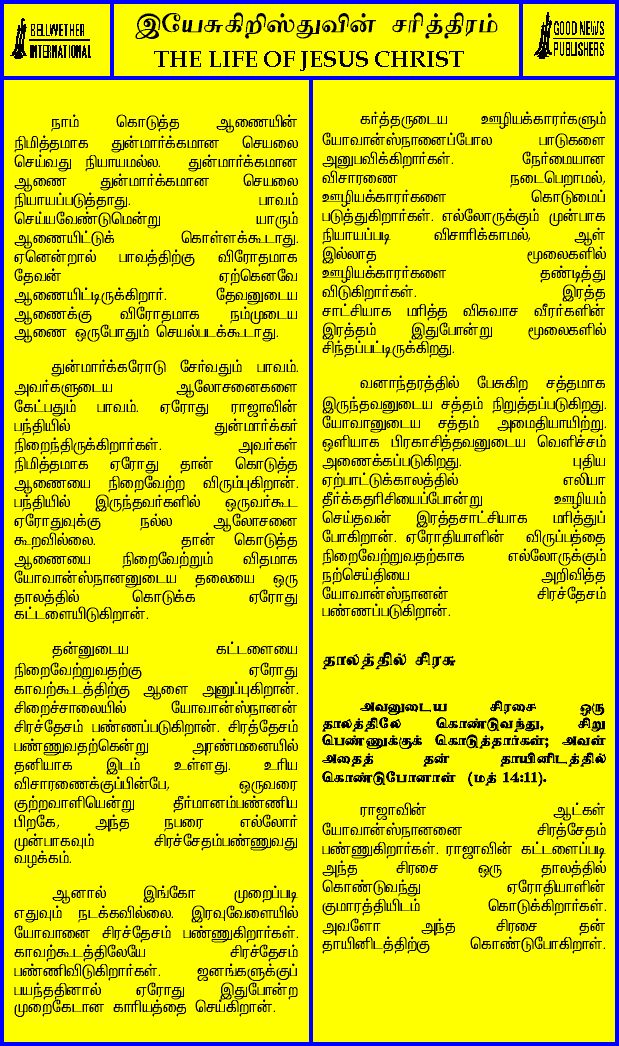 BELLWETHER
INTERNATIONAL
இயேசுகிறிஸ்துவின் சரித்திரம்
THE LIFE OF JESUS CHRIST
GOOD NEWS
PUBLISHERS
நாம் கொடுத்த ஆணையின்
நிமித்தமாக துன்மார்க்கமான செயலை
செய்வது நியாயமல்ல. துன்மார்க்கமான
ஆணை துன்மார்க்கமான செயலை
நியாயப்படுத்தாது. பாவம்
செய்யவேண்டுமென்று யாரும்
ஆணையிட்டுக் கொள்ளக்கூடாது.
ஏனென்றால் பாவத்திற்கு விரோதமாக
தேவன் ஏற்கெனவே
ஆணையிட்டிருக்கிறார். தேவனுடைய
ஆணைக்கு விரோதமாக நம்முடைய
ஆணை ஒருபோதும் செயல்படக்கூடாது.
துன்மார்க்கரோடு சேர்வதும் பாவம்.
அவர்களுடைய ஆலோசனைகளை
கேட்பதும் பாவம். ஏரோது ராஜாவின்
பந்தியில் துன்மார்க்கர்
நிறைந்திருக்கிறார்கள். அவர்கள்
நிமித்தமாக ஏரோது தான் கொடுத்த
ஆணையை நிறைவேற்ற விரும்புகிறான்.
பந்தியில் இருந்தவர்களில் ஒருவர்கூட
ஏரோதுவுக்கு நல்ல ஆலோசனை
கூறவில்லை. தான் கொடுத்த
ஆணையை நிறைவேற்றும் விதமாக
யோவான்ஸ்நானனுடைய தலையை ஒரு
தாலத்தில் கொடுக்க ஏரோது
கட்டளையிடுகிறான்.
தன்னுடைய கட்டளையை
நிறைவேற்றுவதற்கு ஏரோது
காவற்கூடத்திற்கு ஆளை அனுப்புகிறான்.
சிறைச்சாலையில் யோவான்ஸ்நானன்
சிரச்தேசம் பண்ணப்படுகிறான். சிரத்தேசம்
பண்ணுவதற்கென்று அரண்மனையில்
தனியாக இடம் உள்ளது. உரிய
விசாரணைக்குப்பின்பே, ஒருவரை
குற்றவாளியென்று தீர்மானம்பண்ணிய
பிறகே, அந்த நபரை எல்லோர்
முன்பாகவும் சிரச்சேதம்பண்ணுவது
வழக்கம்.
ஆனால் இங்கோ முறைப்படி
எதுவும் நடக்கவில்லை. இரவுவேளையில்
யோவானை சிரச்தேசம் பண்ணுகிறார்கள்.
காவற்கூடத்திலேயே சிரச்தேசம்
பண்ணிவிடுகிறார்கள். ஜனங்களுக்குப்
பயந்ததினால் ஏரோது இதுபோன்ற
முறைகேடான காரியத்தை செய்கிறான்.
கர்த்தருடைய ஊழியக்காரர்களும்
யோவான்ஸ்நானனைப்போல பாடுகளை
அனுபவிக்கிறார்கள். நேர்மையான
விசாரணை நடைபெறாமல்,
ஊழியக்காரர்களை கொடுமைப்
படுத்துகிறார்கள். எல்லோருக்கும் முன்பாக
நியாயப்படி விசாரிக்காமல், ஆள்
இல்லாத மூலைகளில்
ஊழியக்காரர்களை தண்டித்து
விடுகிறார்கள். இரத்த
சாட்சியாக மரித்த விசுவாச வீரர்களின்
இரத்தம் இதுபோன்று மூலைகளில்
சிந்தப்பட்டிருக்கிறது.
வனாந்தரத்தில் பேசுகிற சத்தமாக
இருந்தவனுடைய சத்தம் நிறுத்தப்படுகிறது.
யோவானுடைய சத்தம் அமைதியாயிற்று.
ஒளியாக பிரகாசித்தவனுடைய வெளிச்சம்
அணைக்கப்படுகிறது. புதிய
ஏற்பாட்டுக்காலத்தில் எலியா
தீர்க்கதரிசியைப்போன்று ஊழியம்
செய்தவன் இரத்தசாட்சியாக மரித்துப்
போகிறான். ஏரோதியாளின் விருப்பத்தை
நிறைவேற்றுவதற்காக எல்லோருக்கும்
நற்செய்தியை அறிவித்த
யோவான்ஸ்நானன் சிரச்தேசம்
பண்ணப்படுகிறான்.
தாலத்தில் சிரசு
அவனுடைய சிரசை ஒரு
தாலத்திலே கொண்டுவந்து, சிறு
பெண்ணுக்குக் கொடுத்தார்கள்; அவள்
அதைத் தன் தாயினிடத்தில்
கொண்டுபோனாள் (மத் 14:11).
ராஜாவின் ஆட்கள்
யோவான்ஸ்நானனை சிரத்சேதம்
பண்ணுகிறார்கள். ராஜாவின் கட்டளைப்படி
அந்த சிரசை ஒரு தாலத்தில்
கொண்டுவந்து ஏரோதியாளின்
குமாரத்தியிடம் கொடுக்கிறார்கள்.
அவளோ அந்த சிரசை தன்
தாயினிடத்திற்கு கொண்டுபோகிறாள்.